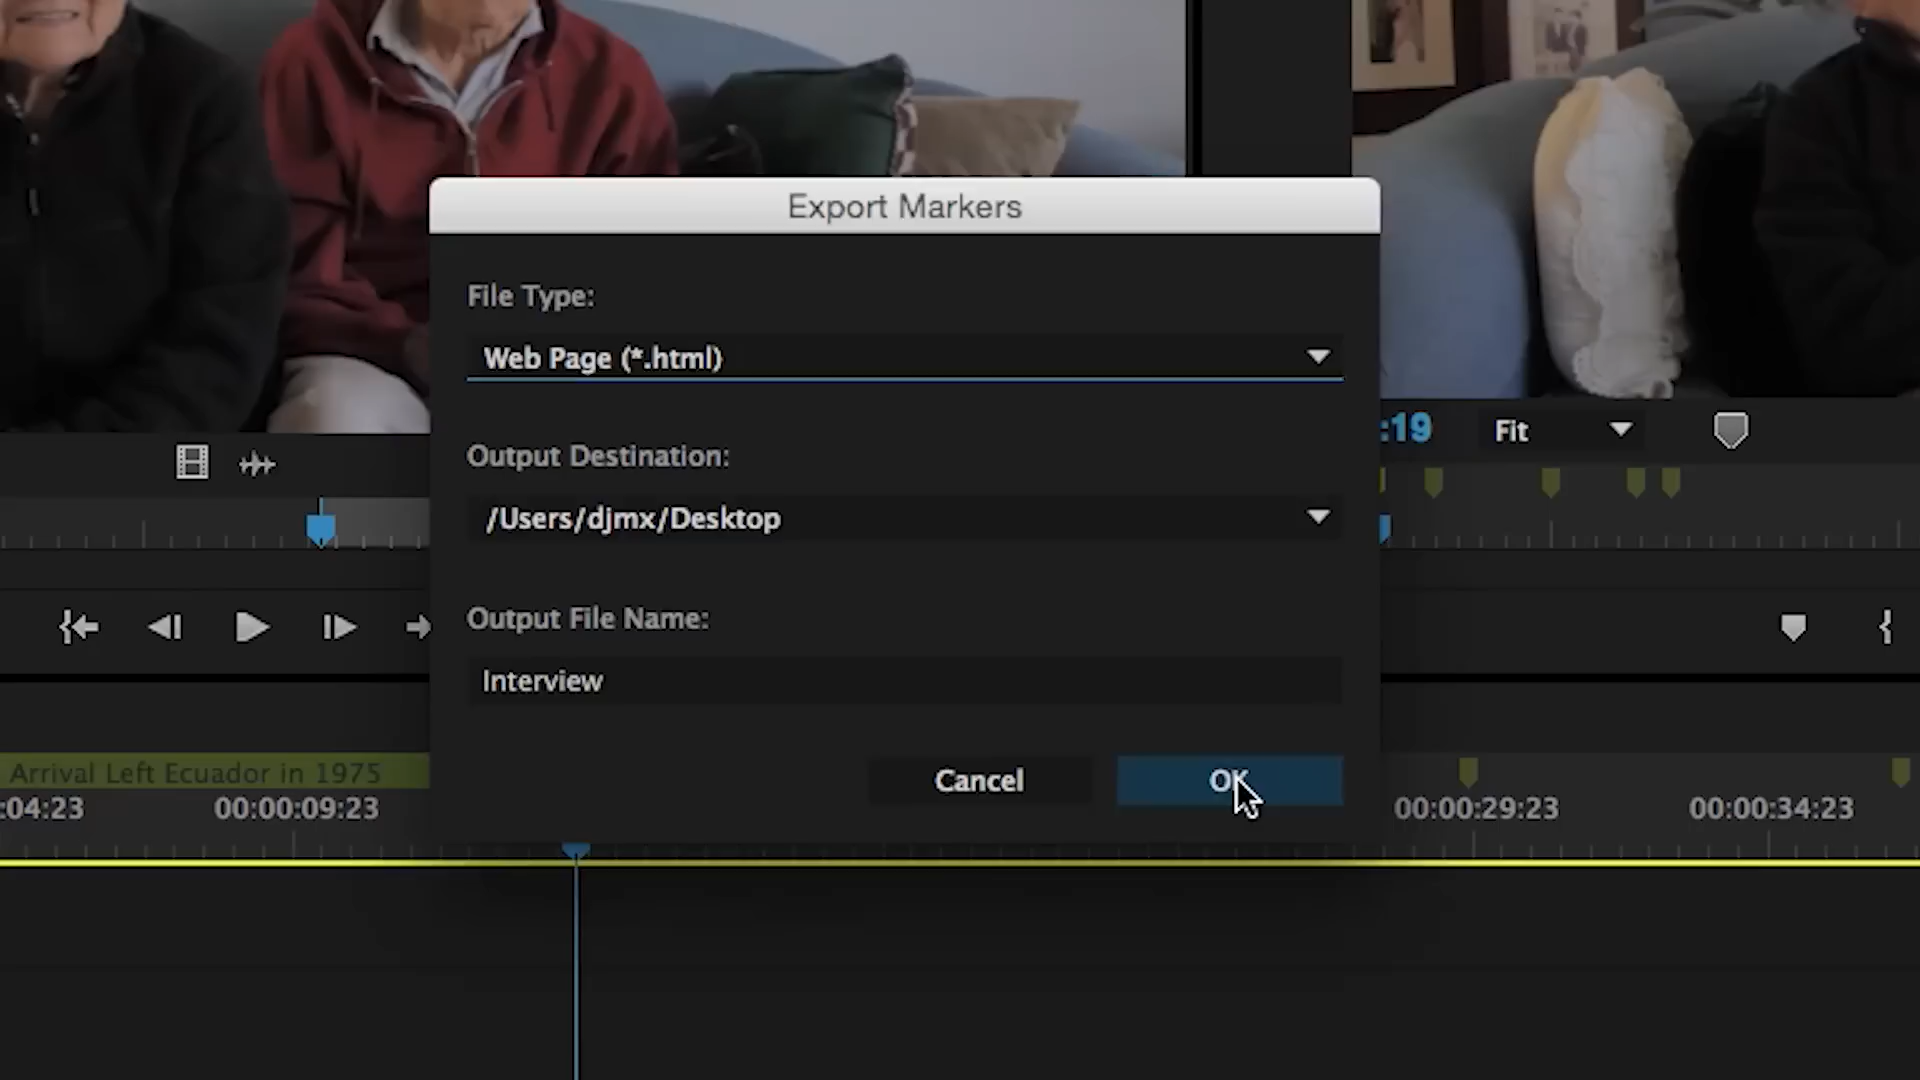 Export Markers
File Type:
Web Page (*.html)
Output Destination:
/Users/djmx/Desktop
Output File Name:
Interview
Cancel
OK
:19
Fit
Arrival Left Ecuador in 1975
:04:23
00:00:09:23
00:00:29:23
00:00:34:23